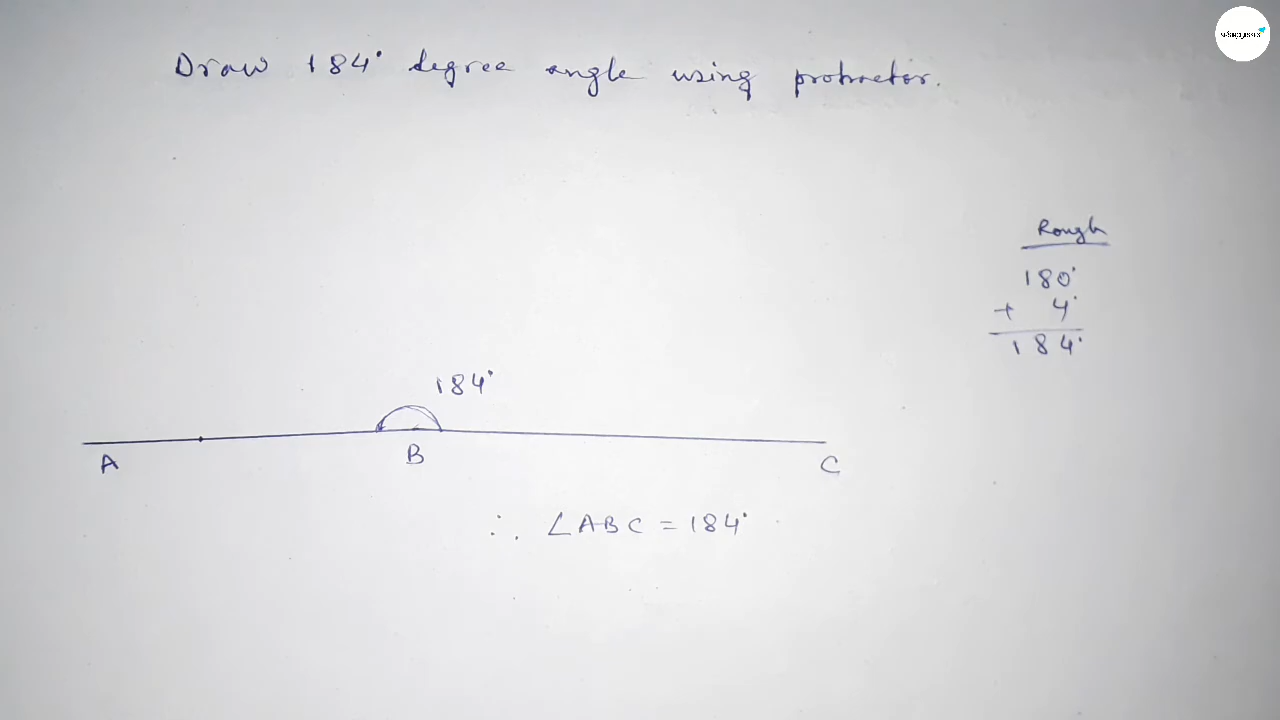 Draw 184° degree angle using protractor.
Rough
180°
+ 4°
184°
184°
A
B
C
∴ ∠ABC = 184°